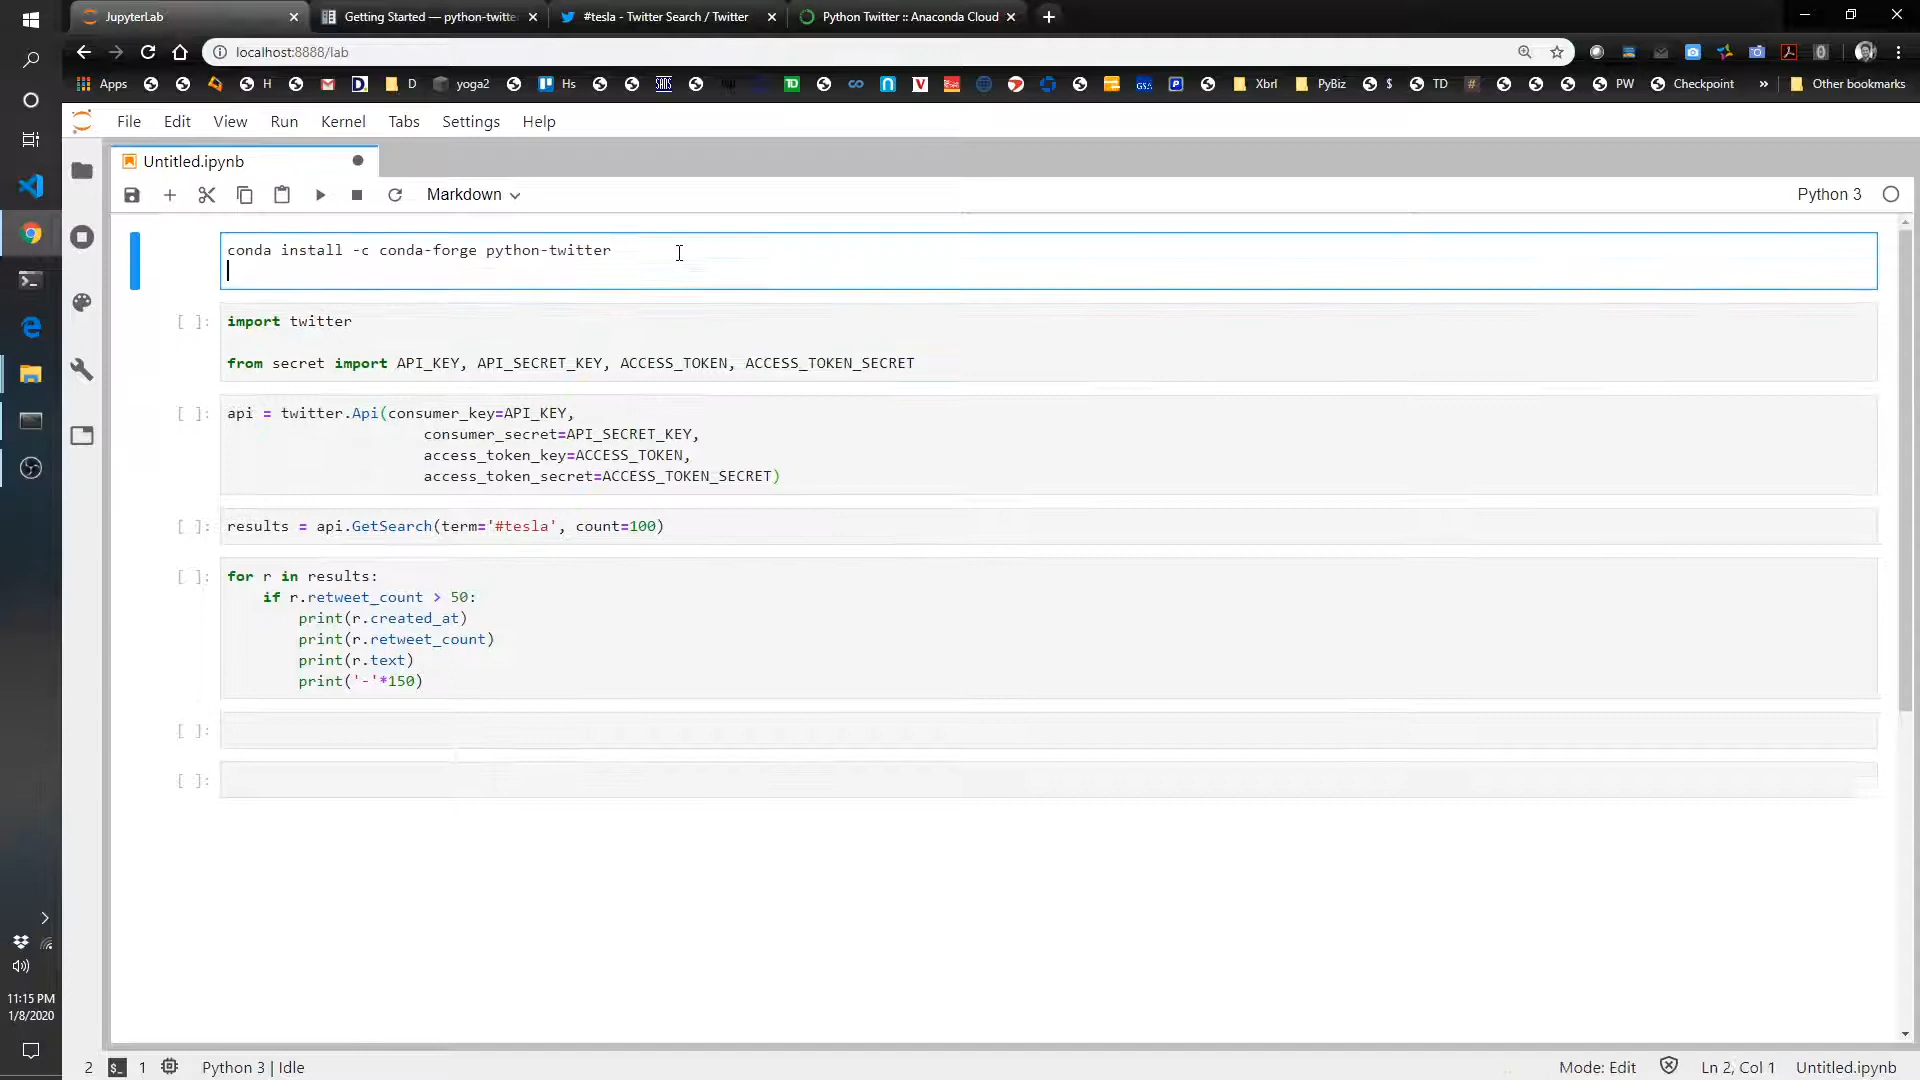 JupyterLab
Getting Started — python-twitte
#tesla - Twitter Search / Twitter
Python Twitter :: Anaconda Cloud
localhost:8888/lab
Apps H D yoga2 Hs Xbrl PyBiz $ TD PW Checkpoint » Other bookmarks
File Edit View Run Kernel Tabs Settings Help
Untitled.ipynb
Markdown
Python 3
conda install -c conda-forge python-twitter
[ ]: import twitter
from secret import API_KEY, API_SECRET_KEY, ACCESS_TOKEN, ACCESS_TOKEN_SECRET
[ ]: api = twitter.Api(consumer_key=API_KEY,
consumer_secret=API_SECRET_KEY,
access_token_key=ACCESS_TOKEN,
access_token_secret=ACCESS_TOKEN_SECRET)
[ ]: results = api.GetSearch(term='#tesla', count=100)
[ ]: for r in results:
if r.retweet_count > 50:
print(r.created_at)
print(r.retweet_count)
print(r.text)
print('-'*150)
[ ]:
[ ]:
11:15 PM
1/8/2020
2 $_ 1 Python 3 | Idle
Mode: Edit Ln 2, Col 1 Untitled.ipynb